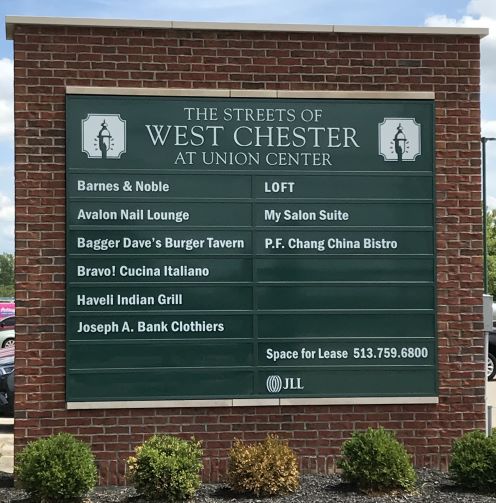 THE STREETS OF
WEST CHESTER
AT UNION CENTER
Barnes & Noble
Avalon Nail Lounge
Bagger Dave's Burger Tavern
Bravo! Cucina Italiano
Haveli Indian Grill
Joseph A. Bank Clothiers
LOFT
My Salon Suite
P.F. Chang China Bistro
Space for Lease 513.759.6800
JLL